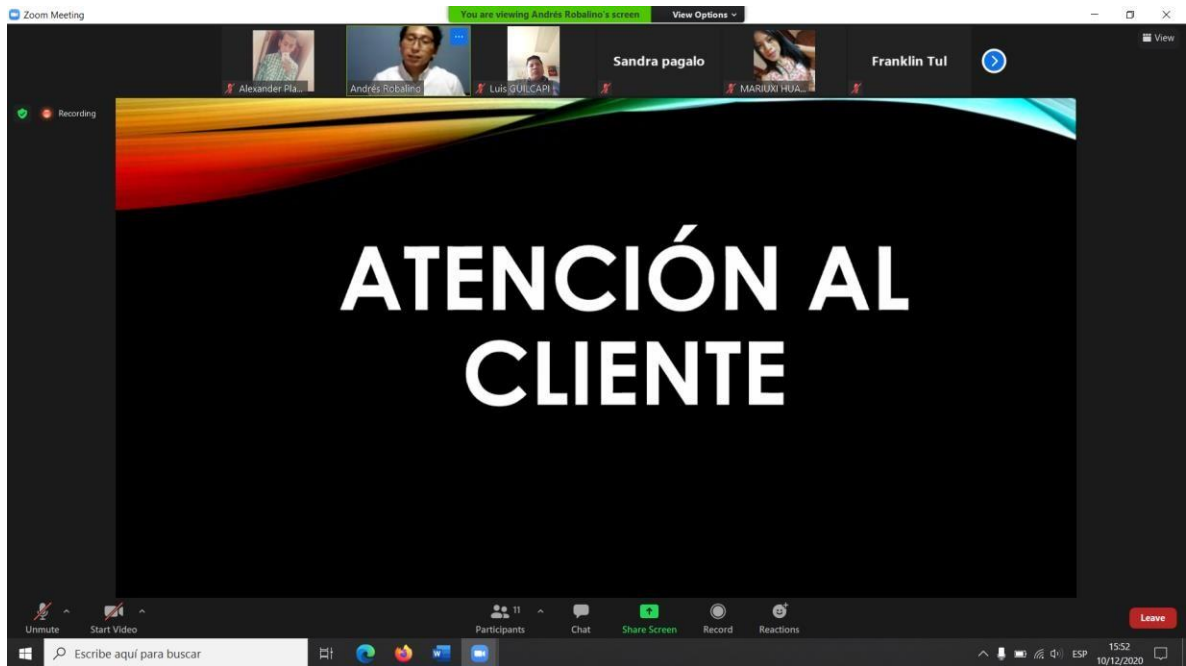 Zoom Meeting
You are viewing Andrés Robalino's screen
View Options
View
Alexander Pla...
Andrés Robalino
Luis GUILCAPI
Sandra pagalo
MARIUXI HUA...
Franklin Tul
Recording
ATENCIÓN AL
CLIENTE
Unmute
Start Video
Participants
11
Chat
Share Screen
Record
Reactions
Leave
Escribe aquí para buscar
ESP
15:52
10/12/2020